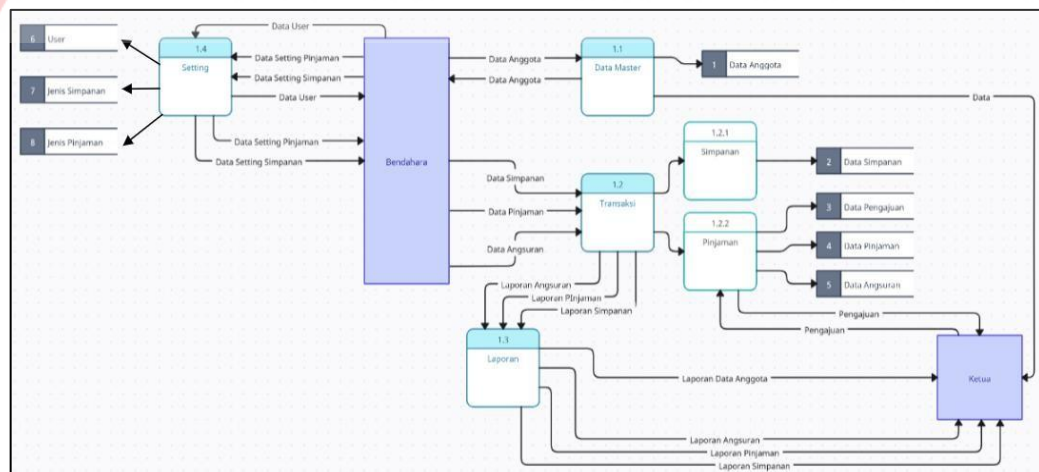 6 User
7 Jenis Simpanan
8 Jenis Pinjaman
1.4
Setting
Data User
Data Setting Pinjaman
Data Setting Simpanan
Data User
Data Setting Pinjaman
Data Setting Simpanan
Bendahara
Data Anggota
Data Anggota
1.1
Data Master
1 Data Anggota
Data
Data Simpanan
Data Pinjaman
Data Angsuran
1.2
Transaksi
1.2.1
Simpanan
2 Data Simpanan
1.2.2
Pinjaman
3 Data Pengajuan
4 Data Pinjaman
5 Data Angsuran
Laporan Angsuran
Laporan PInjaman
Laporan Simpanan
Pengajuan
Pengajuan
1.3
Laporan
Laporan Data Anggota
Ketua
Laporan Angsuran
Laporan Pinjaman
Laporan Simpanan